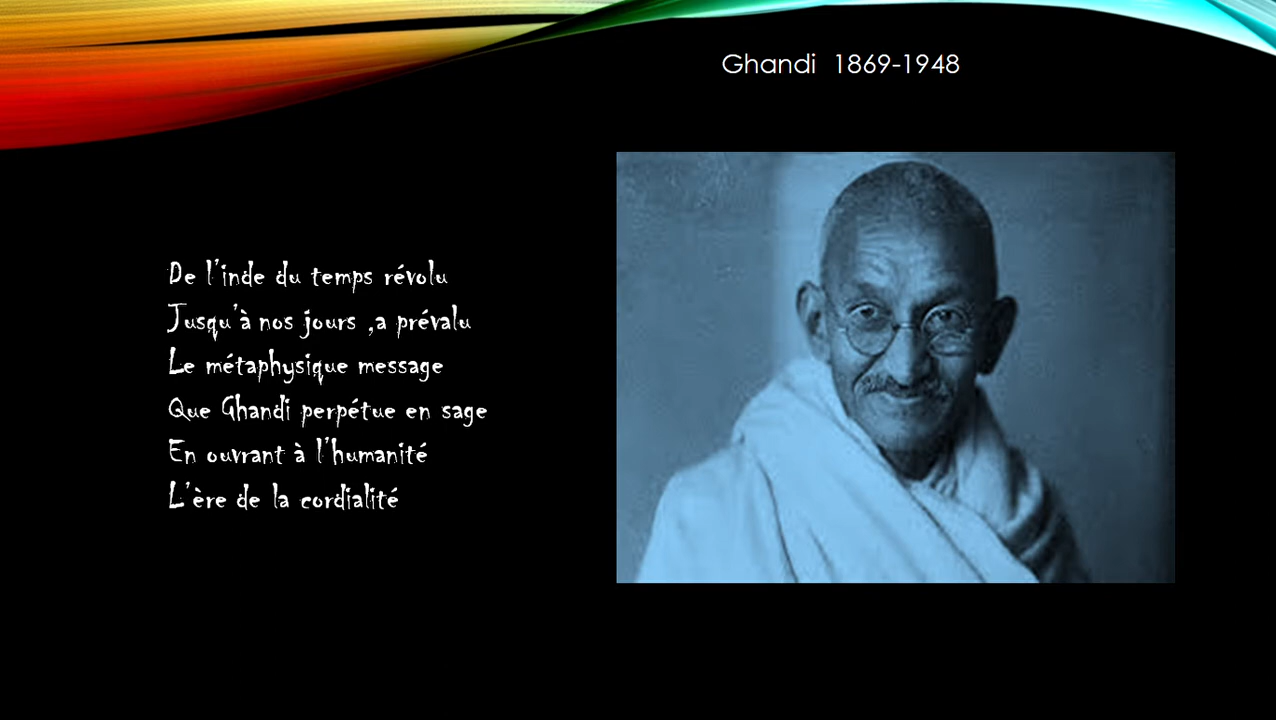 Ghandi 1869-1948
De l'inde du temps révolu
Jusqu'à nos jours ,a prévalu
Le métaphysique message
Que Ghandi perpétue en sage
En ouvrant à l'humanité
L'ère de la cordialité